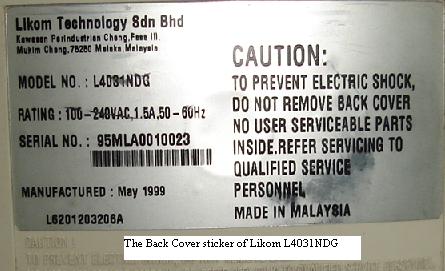 Likom Technology Sdn Bhd
Kawasan Perindustrian Cheng, Fasa III,
Mukim Cheng, 75250 Melaka, Malaysia
MODEL NO. : L4031NDG
RATING : 100-240VAC, 1.5A, 50-60Hz
SERIAL NO. : 95MLA0010023
MANUFACTURED : May 1999
L6201203206A
CAUTION:
TO PREVENT ELECTRIC SHOCK,
DO NOT REMOVE BACK COVER
NO USER SERVICEABLE PARTS
INSIDE.REFER SERVICING TO
QUALIFIED SERVICE
PERSONNEL
MADE IN MALAYSIA
CAUTION :
The Back Cover sticker of Likom L4031NDG